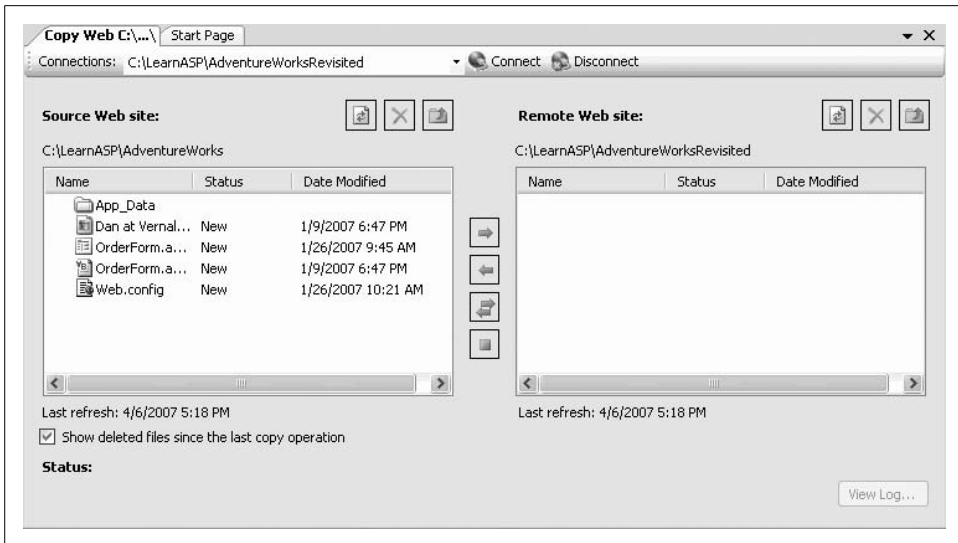 Copy Web C:\...\ Start Page
Connections: C:\LearnASP\AdventureWorksRevisited Connect Disconnect
Source Web site:
C:\LearnASP\AdventureWorks
Name Status Date Modified
App_Data
Dan at Vernal... New 1/9/2007 6:47 PM
OrderForm.a... New 1/26/2007 9:45 AM
OrderForm.a... New 1/9/2007 6:47 PM
Web.config New 1/26/2007 10:21 AM
Last refresh: 4/6/2007 5:18 PM
Show deleted files since the last copy operation
Status:
Remote Web site:
C:\LearnASP\AdventureWorksRevisited
Name Status Date Modified
Last refresh: 4/6/2007 5:18 PM
View Log...